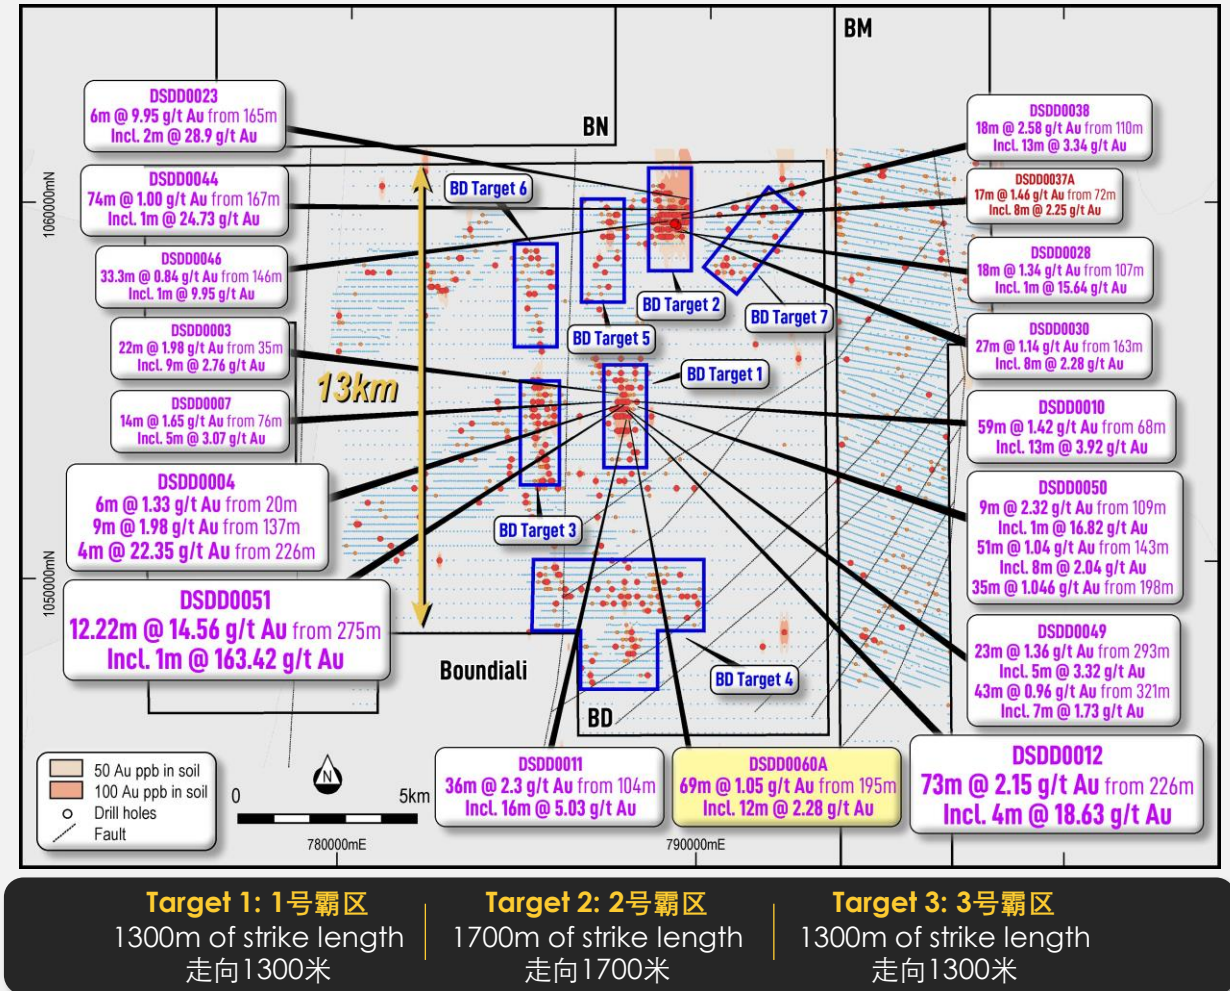 BM
BN
DSDD0023
6m @ 9.95 g/t Au from 165m
Incl. 2m @ 28.9 g/t Au
DSDD0044
74m @ 1.00 g/t Au from 167m
Incl. 1m @ 24.73 g/t Au
DSDD0046
33.3m @ 0.84 g/t Au from 146m
Incl. 1m @ 9.95 g/t Au
DSDD0003
22m @ 1.98 g/t Au from 35m
Incl. 9m @ 2.76 g/t Au
DSDD0007
14m @ 1.65 g/t Au from 76m
Incl. 5m @ 3.07 g/t Au
DSDD0004
6m @ 1.33 g/t Au from 20m
9m @ 1.98 g/t Au from 137m
4m @ 22.35 g/t Au from 226m
DSDD0051
12.22m @ 14.56 g/t Au from 275m
Incl. 1m @ 163.42 g/t Au
1060000mN
1050000mN
13km
BD Target 6
BD Target 2
BD Target 7
BD Target 5
BD Target 1
BD Target 3
BD Target 4
Boundiali
BD
DSDD0038
18m @ 2.58 g/t Au from 110m
Incl. 13m @ 3.34 g/t Au
DSDD0037A
17m @ 1.46 g/t Au from 72m
Incl. 8m @ 2.25 g/t Au
DSDD0028
18m @ 1.34 g/t Au from 107m
Incl. 1m @ 15.64 g/t Au
DSDD0030
27m @ 1.14 g/t Au from 163m
Incl. 8m @ 2.28 g/t Au
DSDD0010
59m @ 1.42 g/t Au from 68m
Incl. 13m @ 3.92 g/t Au
DSDD0050
9m @ 2.32 g/t Au from 109m
Incl. 1m @ 16.82 g/t Au
51m @ 1.04 g/t Au from 143m
Incl. 8m @ 2.04 g/t Au
35m @ 1.046 g/t Au from 198m
DSDD0049
23m @ 1.36 g/t Au from 293m
Incl. 5m @ 3.32 g/t Au
43m @ 0.96 g/t Au from 321m
Incl. 7m @ 1.73 g/t Au
DSDD0011
36m @ 2.3 g/t Au from 104m
Incl. 16m @ 5.03 g/t Au
DSDD0060A
69m @ 1.05 g/t Au from 195m
Incl. 12m @ 2.28 g/t Au
DSDD0012
73m @ 2.15 g/t Au from 226m
Incl. 4m @ 18.63 g/t Au
50 Au ppb in soil
100 Au ppb in soil
Drill holes
Fault
N
0 5km
780000mE
790000mE
Target 1: 1号霸区
1300m of strike length
走向1300米
Target 2: 2号霸区
1700m of strike length
走向1700米
Target 3: 3号霸区
1300m of strike length
走向1300米